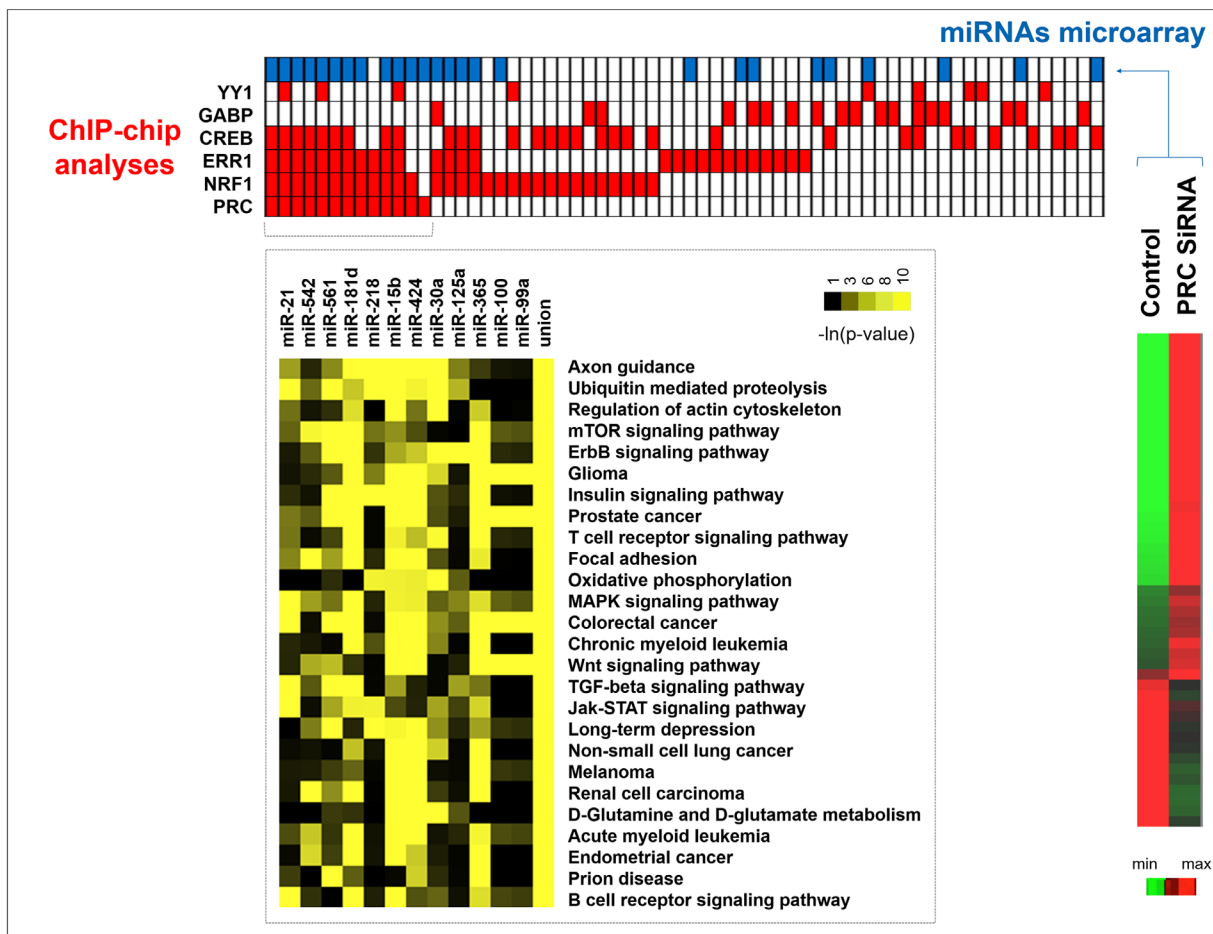 miRNAs microarray
YY1
GABP
CREB
ERR1
NRF1
PRC
ChIP-chip
analyses
Control
PRC SiRNA
miR-21
miR-542
miR-561
miR-181d
miR-218
miR-15b
miR-424
miR-30a
miR-125a
miR-365
miR-100
miR-99a
union
1
3
6
8
10
-ln(p-value)
Axon guidance
Ubiquitin mediated proteolysis
Regulation of actin cytoskeleton
mTOR signaling pathway
ErbB signaling pathway
Glioma
Insulin signaling pathway
Prostate cancer
T cell receptor signaling pathway
Focal adhesion
Oxidative phosphorylation
MAPK signaling pathway
Colorectal cancer
Chronic myeloid leukemia
Wnt signaling pathway
TGF-beta signaling pathway
Jak-STAT signaling pathway
Long-term depression
Non-small cell lung cancer
Melanoma
Renal cell carcinoma
D-Glutamine and D-glutamate metabolism
Acute myeloid leukemia
Endometrial cancer
Prion disease
B cell receptor signaling pathway
min max